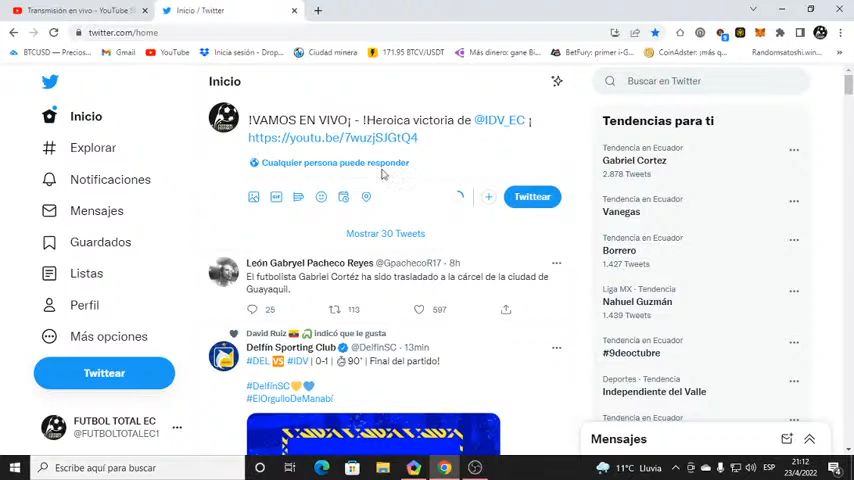 Transmisión en vivo - YouTube
Inicio / Twitter
twitter.com/home
BTCUSD — Precios...
Gmail
YouTube
Inicia sesión - Drop...
Ciudad minera
171.95 BTCV/USDT
Más dinero: gane Bi...
BetFury: primer i-G...
CoinAdster: ¡más q...
Randomsatoshi.win...
Inicio
Explorar
Notificaciones
Mensajes
Guardados
Listas
Perfil
Más opciones
Twittear
FUTBOL TOTAL EC
@FUTBOLTOTALEC1
Inicio
!VAMOS EN VIVO¡ - !Heroica victoria de @IDV_EC ¡
https://youtu.be/7wuzjSJGtQ4
Cualquier persona puede responder
GIF
Twittear
Mostrar 30 Tweets
León Gabryel Pacheco Reyes @GpachecoR17 · 8h
El futbolista Gabriel Cortéz ha sido trasladado a la cárcel de la ciudad de
Guayaquil.
25 113 597
David Ruiz indicó que le gusta
Delfín Sporting Club @DelfinSC · 13min
#DEL 🆚 #IDV | 0-1 | ⏱90' | Final del partido!
#DelfínSC💛💙
#ElOrgulloDeManabí
Buscar en Twitter
Tendencias para ti
Tendencia en Ecuador
Gabriel Cortez
2.878 Tweets
Tendencia en Ecuador
Vanegas
Tendencia en Ecuador
Borrero
1.427 Tweets
Liga MX · Tendencia
Nahuel Guzmán
1.439 Tweets
Tendencia en Ecuador
#9deoctubre
Deportes · Tendencia
Independiente del Valle
Tendencia en Ecuador
Mensajes
Escribe aquí para buscar
11°C Lluvia
ESP
21:12
23/4/2022
4